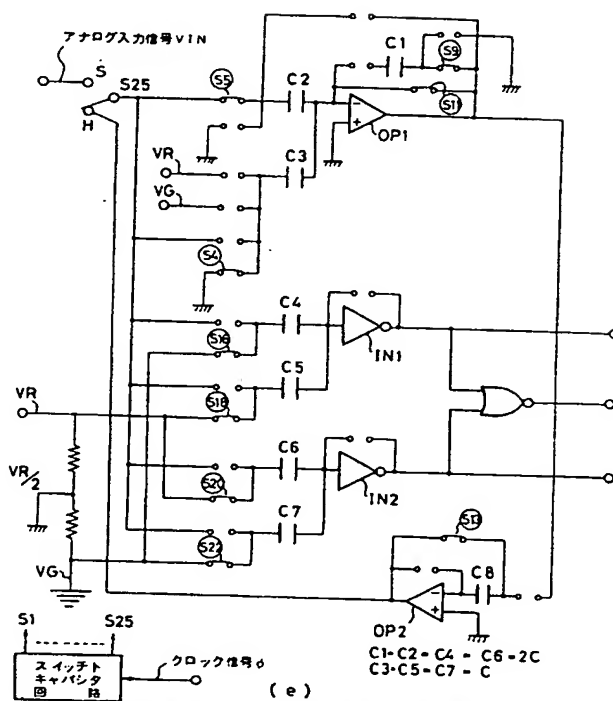 アナログ入力信号VIN
S
S25
H
S5
C2
C1
S9
S11
OP1
VR
C3
VG
S4
C4
S16
IN1
C5
S18
VR
C6
VR/2
S20
IN2
C7
S22
S13
VG
C8
OP2
S1
S25
スイッチト
キャパシタ
回路
クロック信号φ
(e)
C1=C2=C4=C6=2C
C3=C5=C7=C